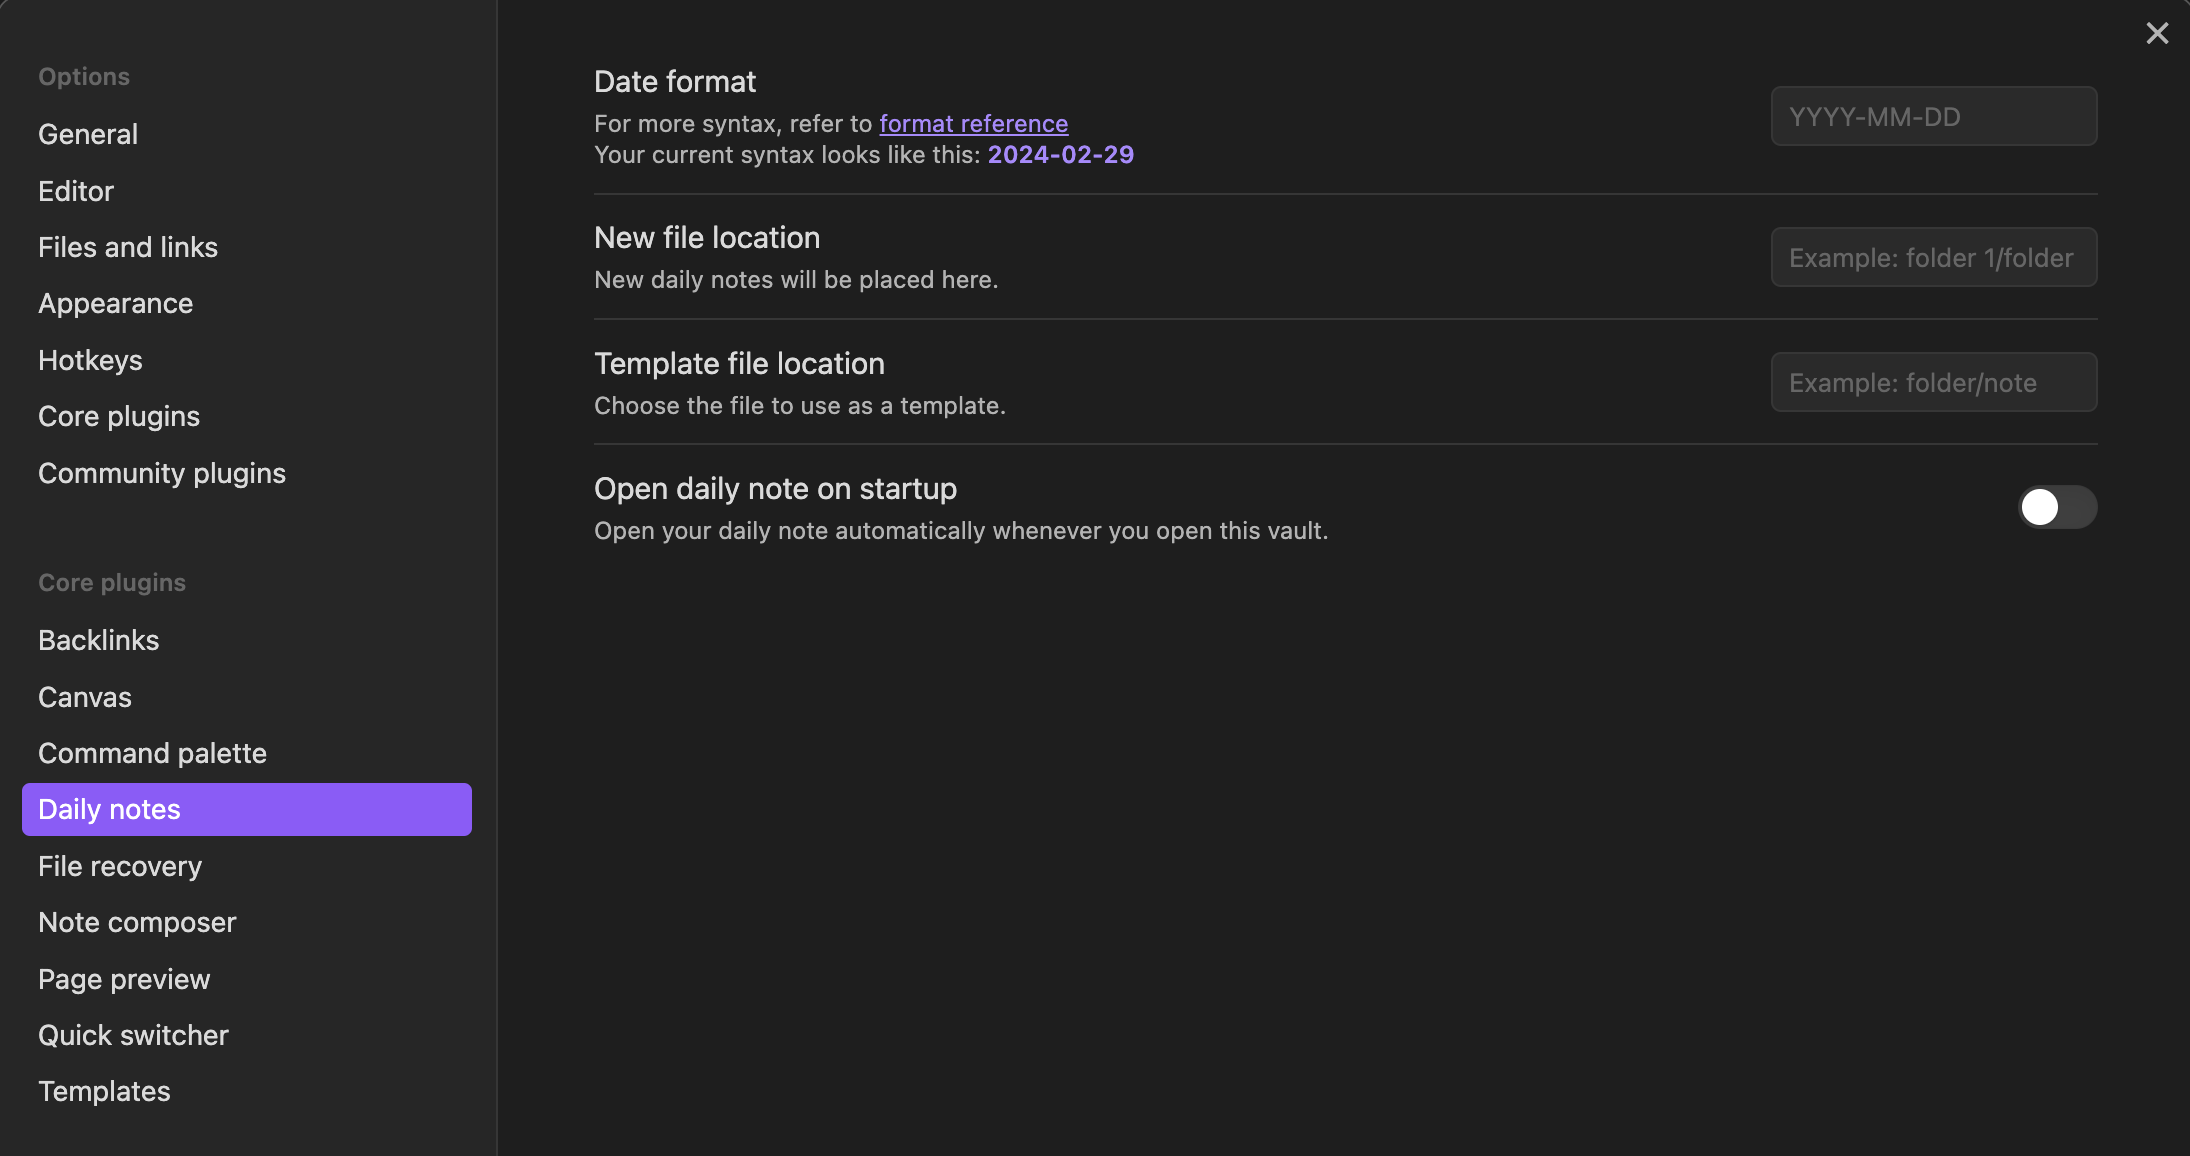 Options
General
Editor
Files and links
Appearance
Hotkeys
Core plugins
Community plugins
Core plugins
Backlinks
Canvas
Command palette
Daily notes
File recovery
Note composer
Page preview
Quick switcher
Templates
Date format
For more syntax, refer to format reference
Your current syntax looks like this: 2024-02-29
YYYY-MM-DD
New file location
New daily notes will be placed here.
Example: folder 1/folder
Template file location
Choose the file to use as a template.
Example: folder/note
Open daily note on startup
Open your daily note automatically whenever you open this vault.